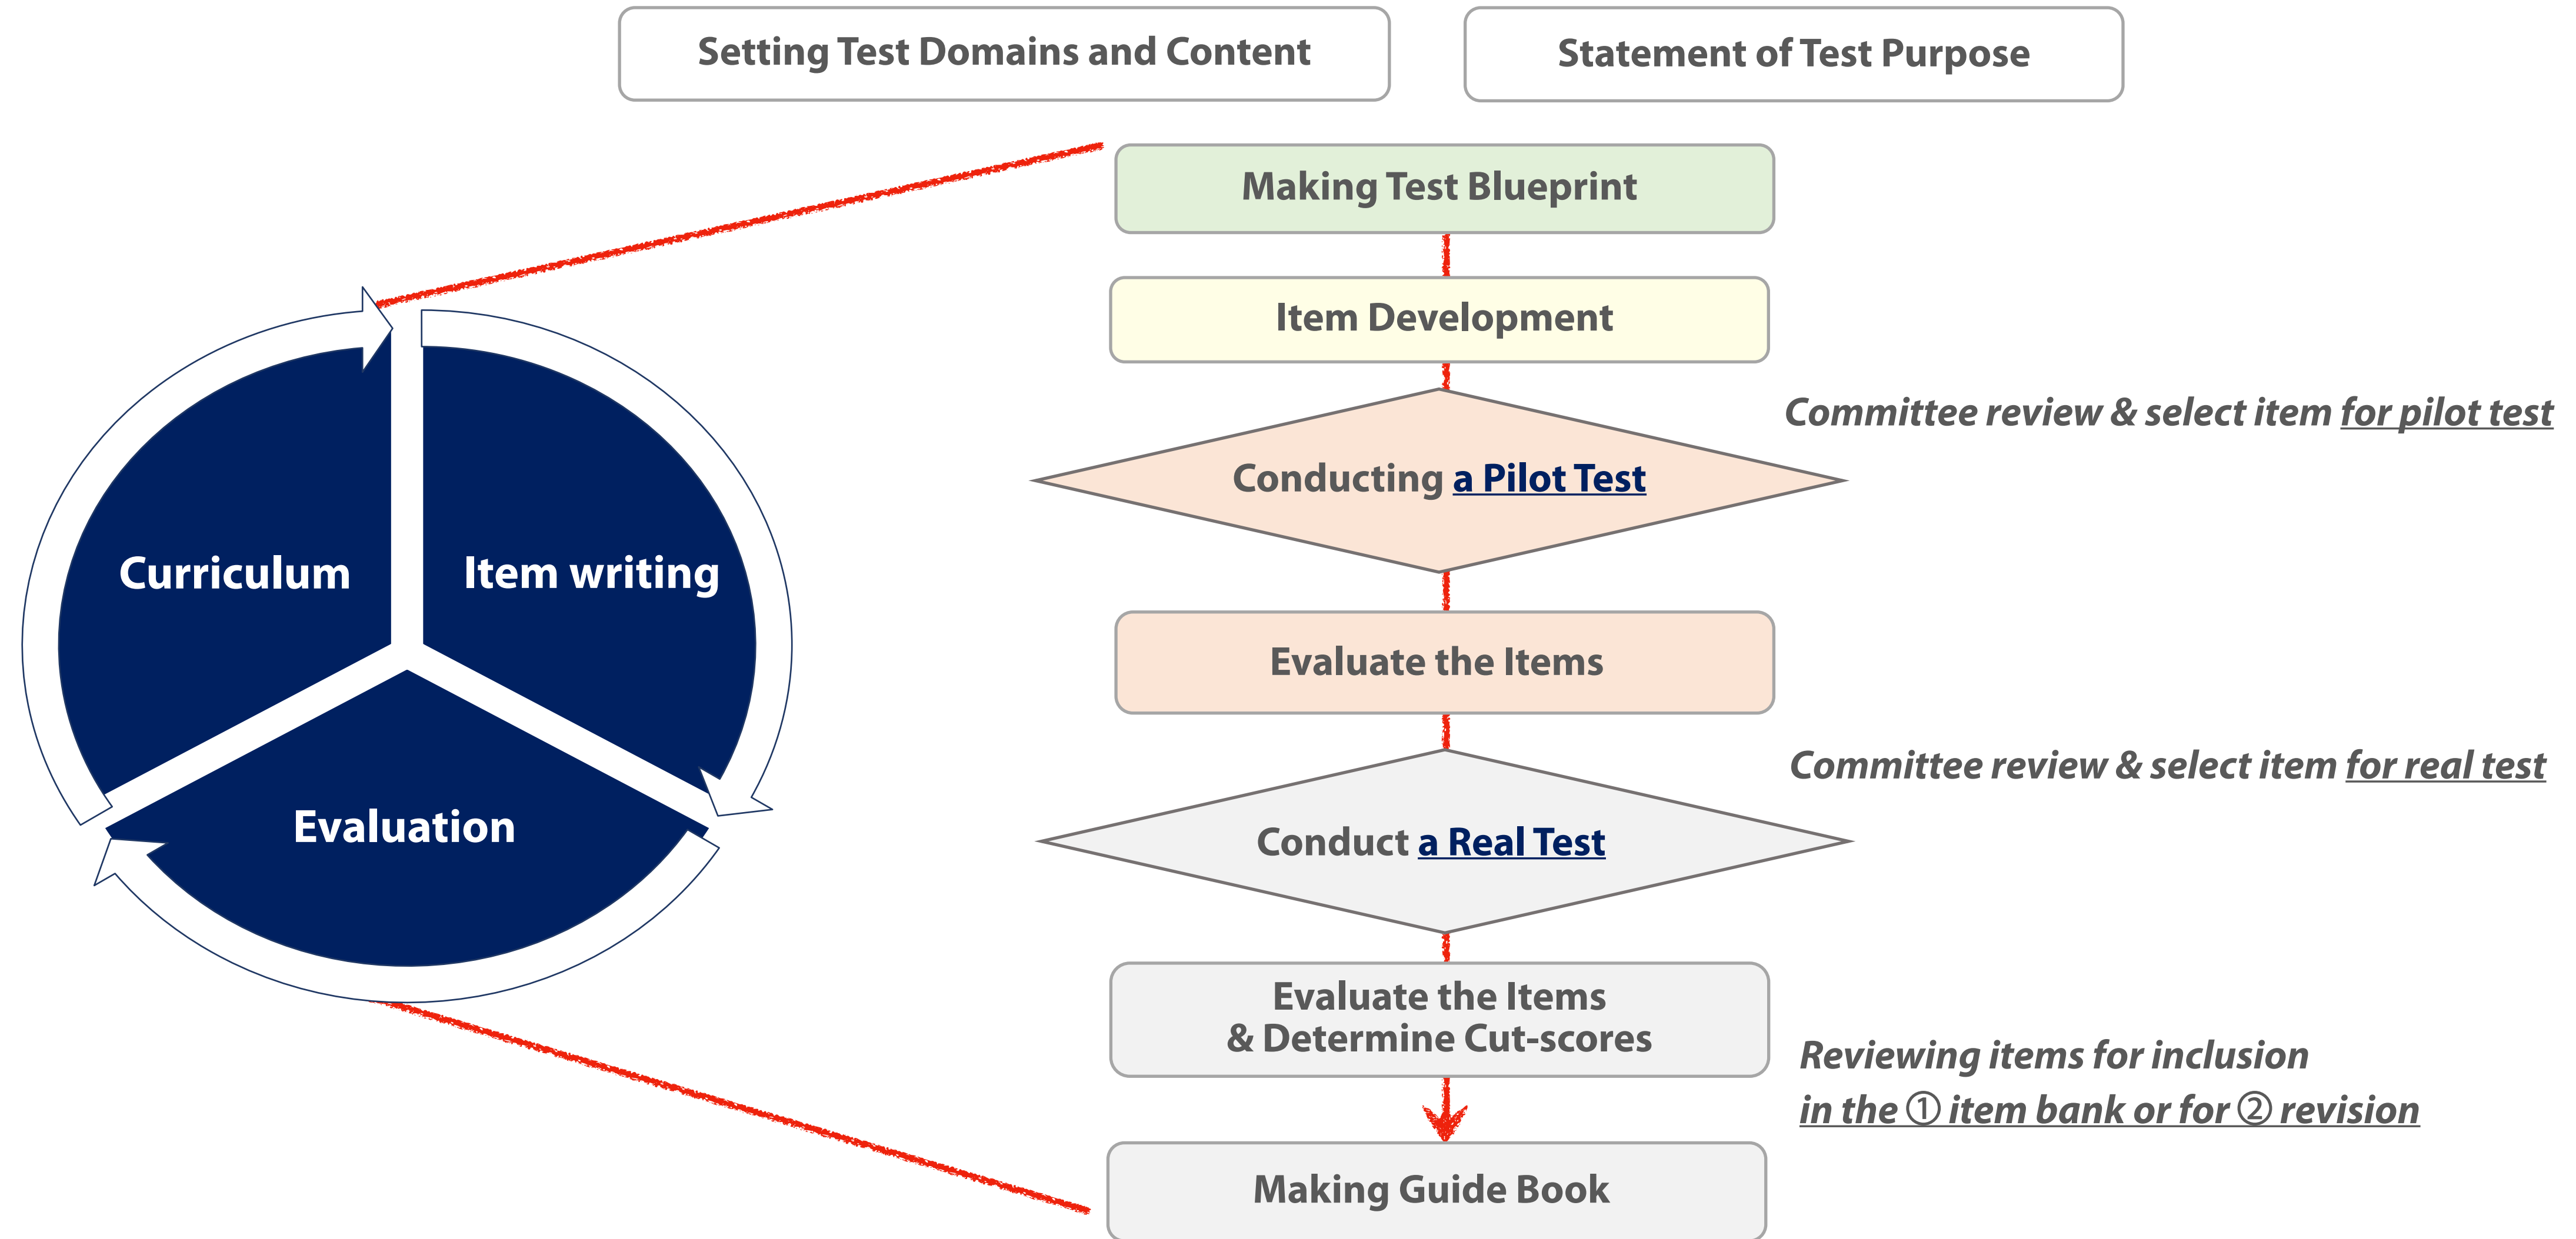 Setting Test Domains and Content
Statement of Test Purpose
Making Test Blueprint
Item Development
Committee review & select item for pilot test
Conducting a Pilot Test
Curriculum
Item writing
Evaluation
Evaluate the Items
Committee review & select item for real test
Conduct a Real Test
Evaluate the Items
& Determine Cut-scores
Reviewing items for inclusion
in the ① item bank or for ② revision
Making Guide Book